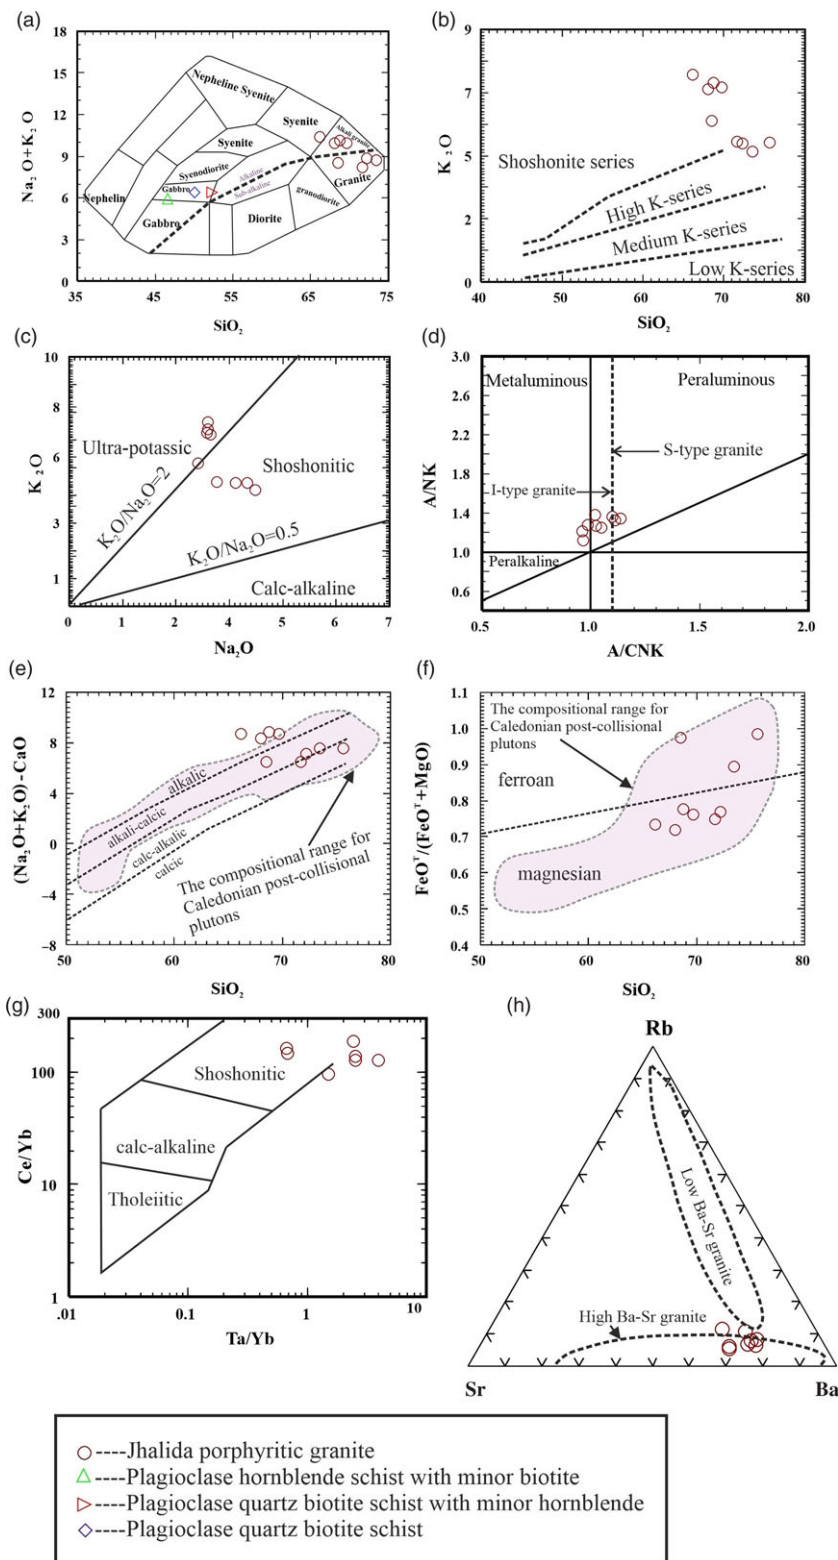 (a)
Na2O+K2O
18
15
12
9
6
3
0
35
45
55
65
75
SiO2
Nepheline Syenite
Syenite
Alkali granite
Syenite
Syenodiorite
Gabbro
Alkaline
Sub-alkaline
Granite
Nephelin
Gabbro
Diorite
granodiorite
(b)
K2O
9
7
5
2
0
40
50
60
70
80
SiO2
Shoshonite series
High K-series
Medium K-series
Low K-series
(c)
K2O
10
8
6
3
1
0
1
2
4
5
7
Na2O
Ultra-potassic
Shoshonitic
K2O/Na2O=2
K2O/Na2O=0.5
Calc-alkaline
(d)
A/NK
3.0
2.6
2.2
1.8
1.4
1.0
0.6
0.5
1.0
1.5
2.0
A/CNK
Metaluminous
Peraluminous
S-type granite
I-type granite
Peralkaline
(e)
(Na2O+K2O) - CaO
12
8
4
0
−4
−8
50
60
70
80
SiO2
alkalic
alkali-calcic
calc-alkalic
calcic
The compositional range for
Caledonian post-collisional
plutons
(f)
FeOT/(FeOT+MgO)
1.1
1.0
0.9
0.8
0.7
0.6
0.5
0.4
50
60
70
80
SiO2
The compositional range for
Caledonian post-collisional
plutons
ferroan
magnesian
(g)
Ce/Yb
300
100
10
1
.01
0.1
1
10
Ta/Yb
Shoshonitic
calc-alkaline
Tholeiitic
(h)
Rb
Low Ba-Sr
granite
High Ba-Sr granite
Sr
Ba
Jhalida porphyritic granite
Plagioclase hornblende schist with minor biotite
Plagioclase quartz biotite schist with minor hornblende
Plagioclase quartz biotite schist